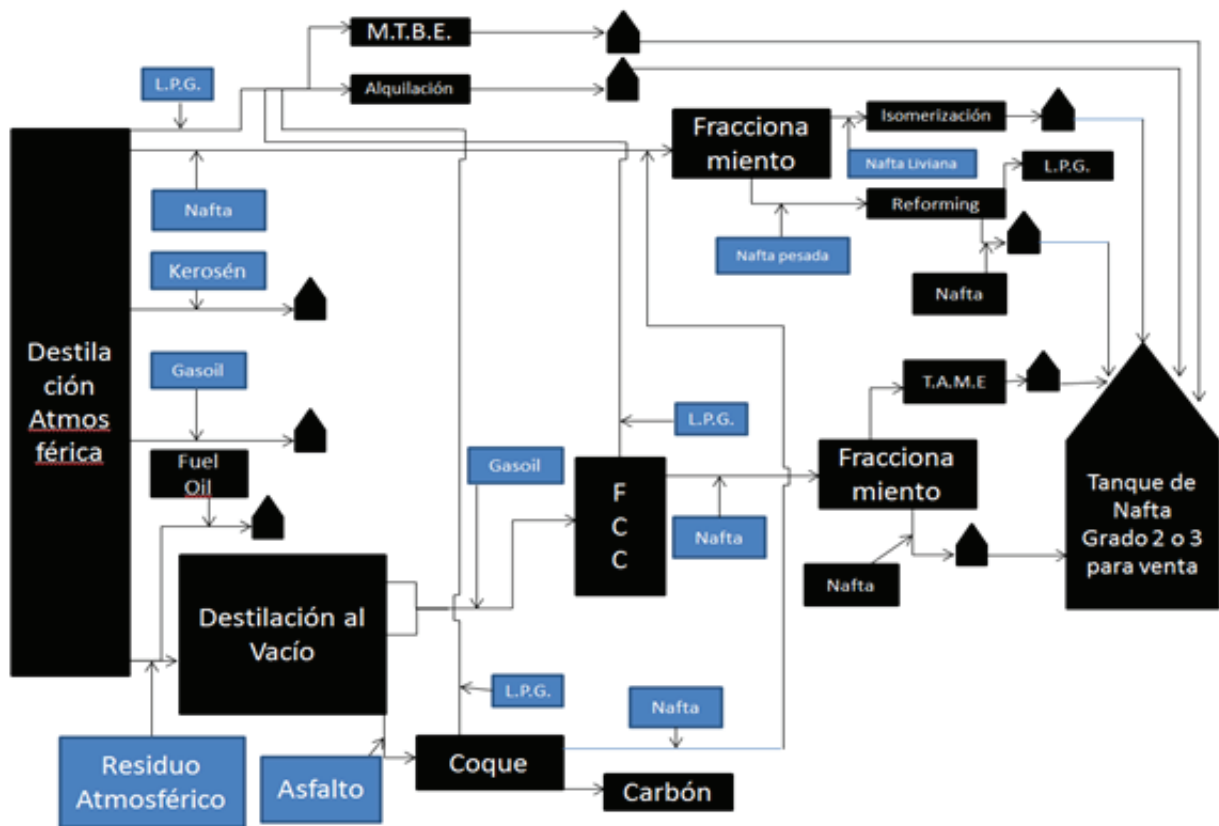 M.T.B.E.
L.P.G.
Alquilación
Fracciona
miento
Isomerización
Nafta Liviana
L.P.G.
Reforming
Nafta
Nafta pesada
Kerosén
Nafta
Destila
ción
Atmos
férica
Gasoil
T.A.M.E
L.P.G.
Fuel
Oil
Gasoil
F
C
C
Fracciona
miento
Nafta
Tanque de
Nafta
Grado 2 o 3
para venta
Nafta
Destilación al
Vacío
L.P.G.
Nafta
Residuo
Atmosférico
Asfalto
Coque
Carbón